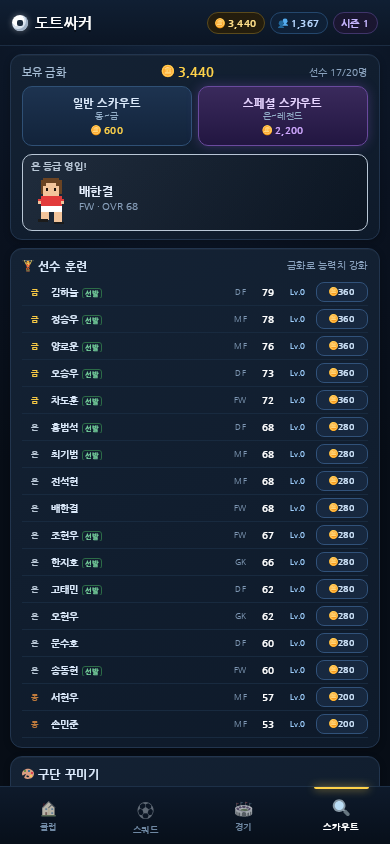 도트싸커
3,440
1,367
시즌 1
보유 금화
3,440
선수 17/20명
일반 스카우트
동~금
600
스페셜 스카우트
은~레전드
2,200
은 등급 영입!
배한결
FW · OVR 68
선수 훈련
금화로 능력치 강화
금 김하늘 선발 DF 79 Lv.0 360
금 정승우 선발 MF 78 Lv.0 360
금 양로운 선발 MF 76 Lv.0 360
금 오승우 선발 DF 73 Lv.0 360
금 차도훈 선발 FW 72 Lv.0 360
은 홍범석 선발 DF 68 Lv.0 280
은 최기범 선발 MF 68 Lv.0 280
은 전석현 MF 68 Lv.0 280
은 배한결 FW 68 Lv.0 280
은 조현우 선발 FW 67 Lv.0 280
은 한지호 선발 GK 66 Lv.0 280
은 고태민 선발 DF 62 Lv.0 280
은 오현우 GK 62 Lv.0 280
은 문수호 DF 60 Lv.0 280
은 송동현 선발 FW 60 Lv.0 280
동 서현우 MF 57 Lv.0 200
동 손민준 MF 53 Lv.0 200
구단 꾸미기
클럽
스쿼드
경기
스카우트